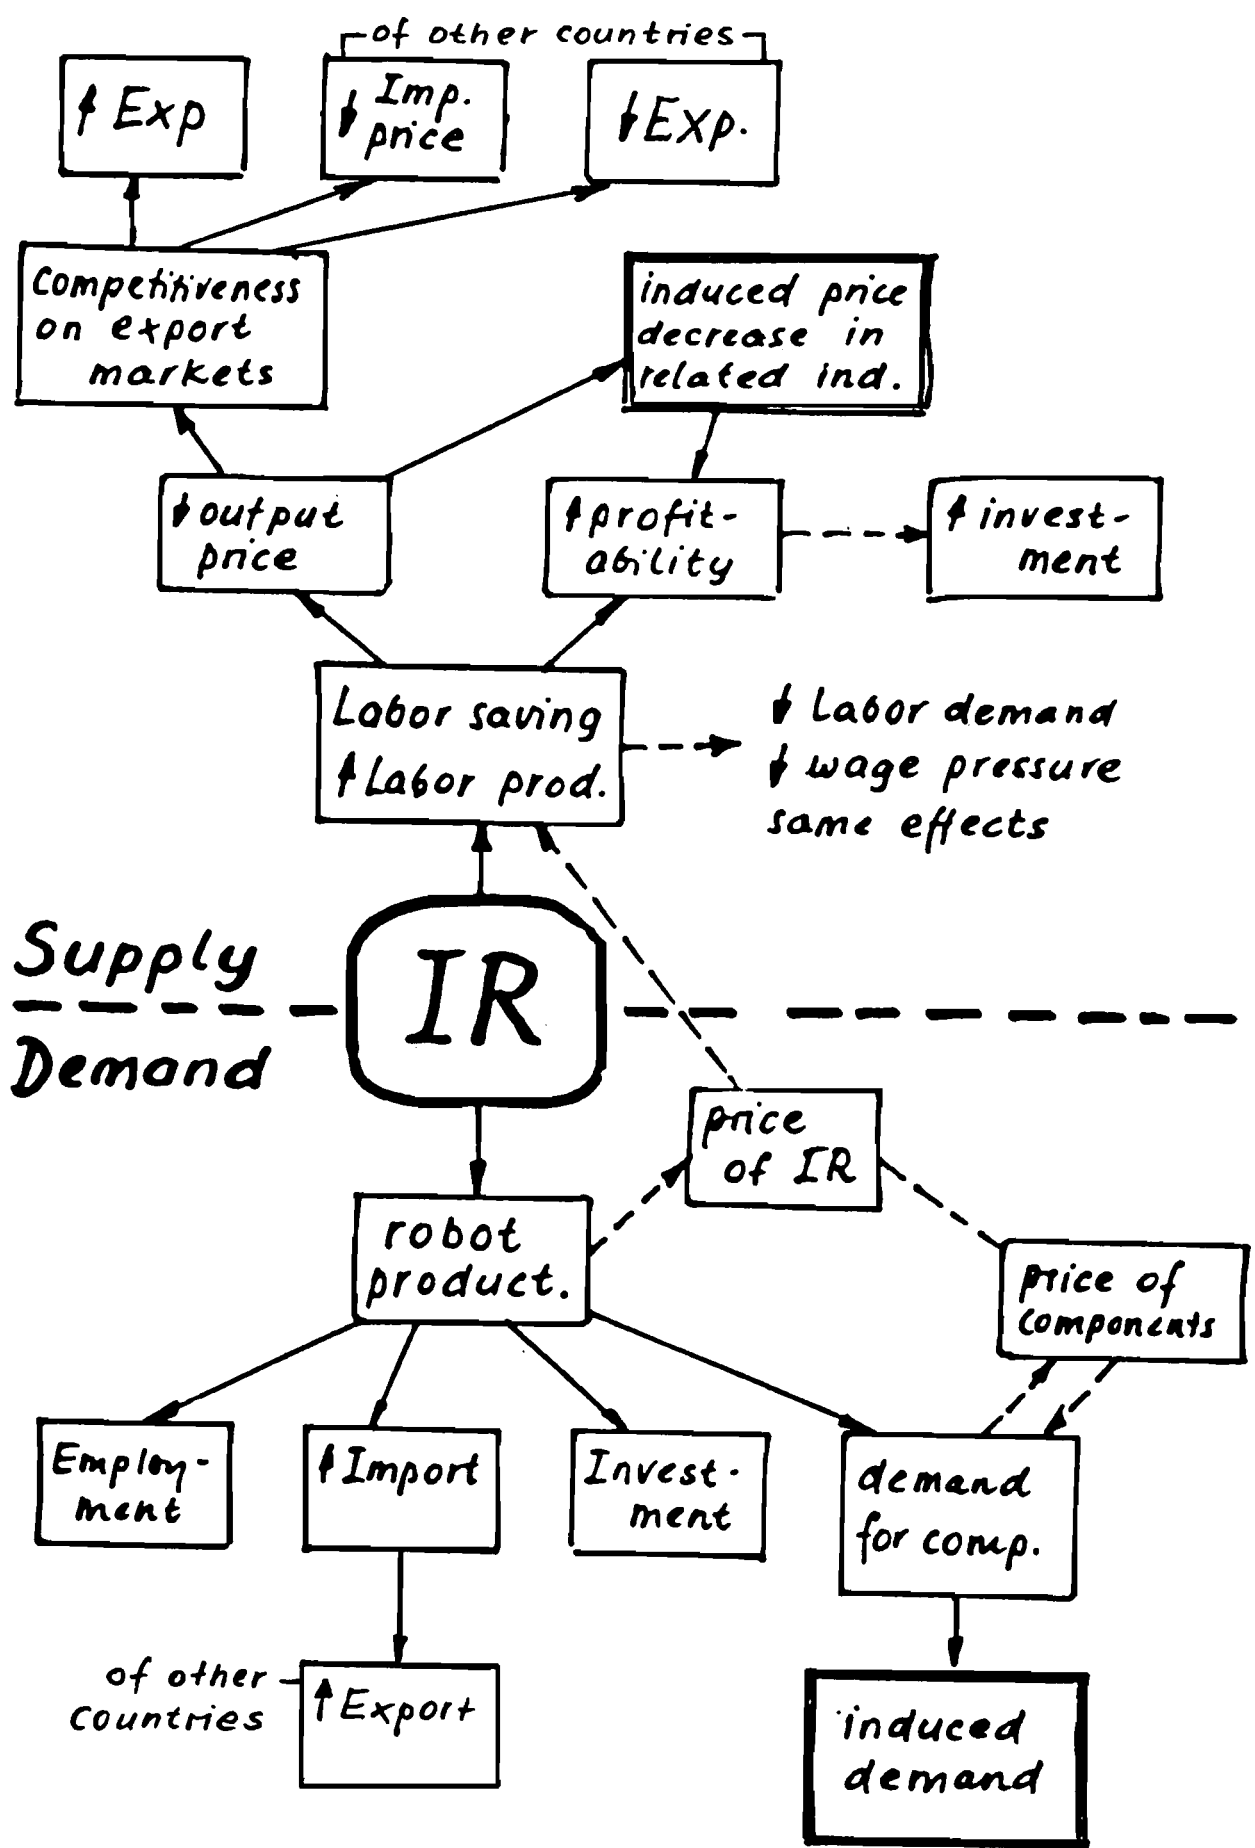 of other countries
↑ Exp
↓ Imp.
price
↓ Exp.
Competitiveness
on export
markets
induced price
decrease in
related ind.
↓ output
price
↑ profit-
ability
↑ invest-
ment
Labor saving
↑ Labor prod.
↓ Labor demand
↓ wage pressure
same effects
Supply
IR
Demand
price
of IR
robot
product.
price of
components
Employ-
ment
↑ Import
Invest-
ment
demand
for comp.
of other
countries
↑ Export
induced
demand